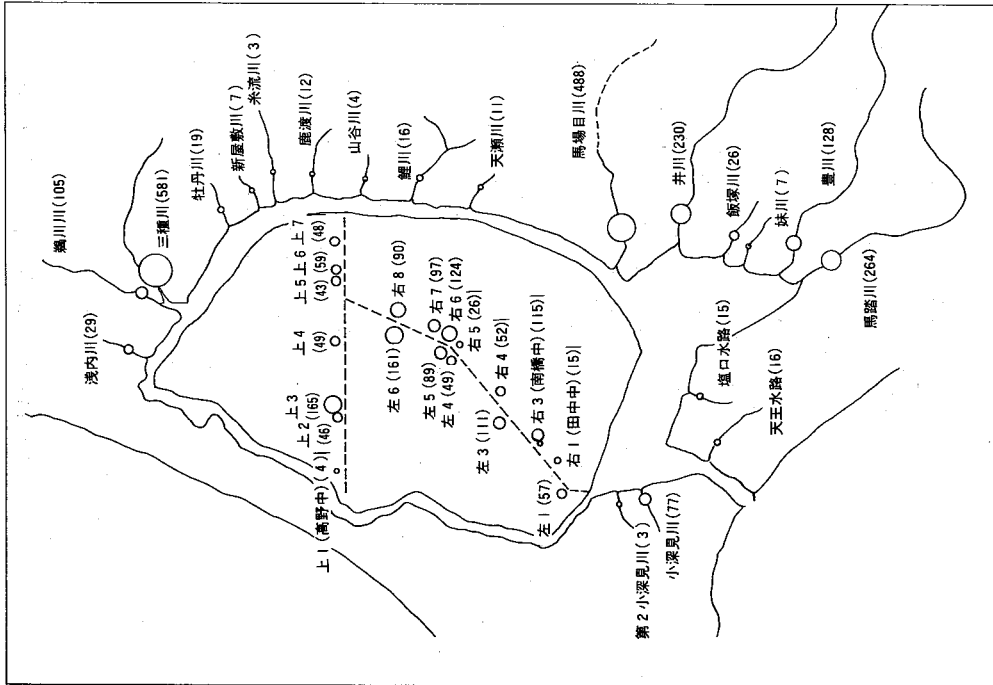 鵜川川(105)
三種川(581)
牡丹川(19)
新屋敷川(7)
糸流川(3)
鹿渡川(12)
山谷川(4)
鯉川(16)
天瀬川(11)
馬場目川(488)
井川(230)
飯塚川(26)
妹川(7)
豊川(128)
馬踏川(264)
浅内川(29)
上1(高野中)(4)
上2
(46)
上3
(165)
上4
(49)
上5
(43)
上6
(59)
上7
(48)
左6(161)
右8(90)
左5(89)
左4(49)
右7(97)
右6(124)
右5(26)
右4(52)
左3(111)
右3(南橋中)(115)
右1(田中中)(15)
左1(57)
塩口水路(15)
天王水路(16)
第2小深見川(3)
小深見川(77)